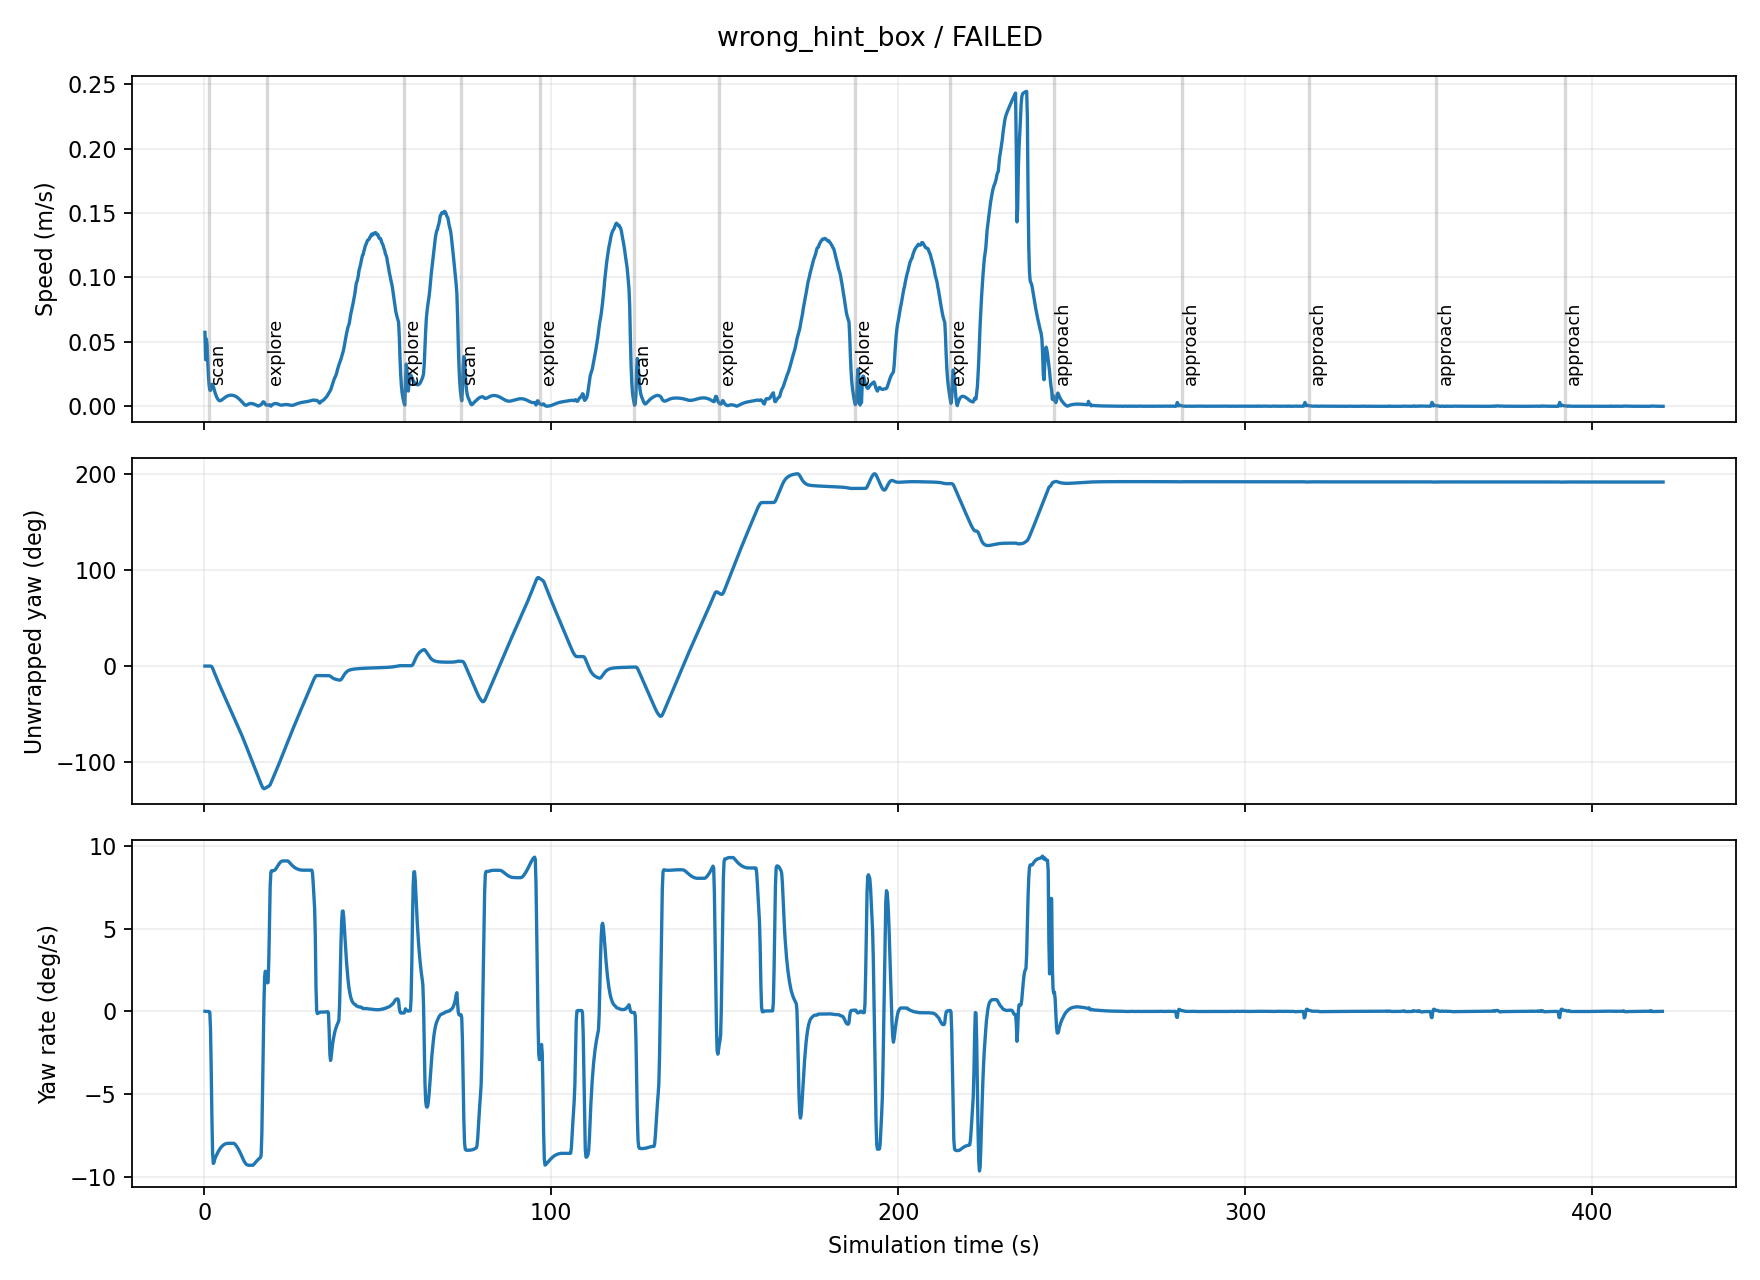 wrong_hint_box / FAILED
Speed (m/s)
0.25
0.20
0.15
0.10
0.05
0.00
scan
explore
explore
scan
explore
scan
explore
explore
explore
approach
approach
approach
approach
approach
Unwrapped yaw (deg)
200
100
0
−100
Yaw rate (deg/s)
10
5
0
−5
−10
0
100
200
300
400
Simulation time (s)